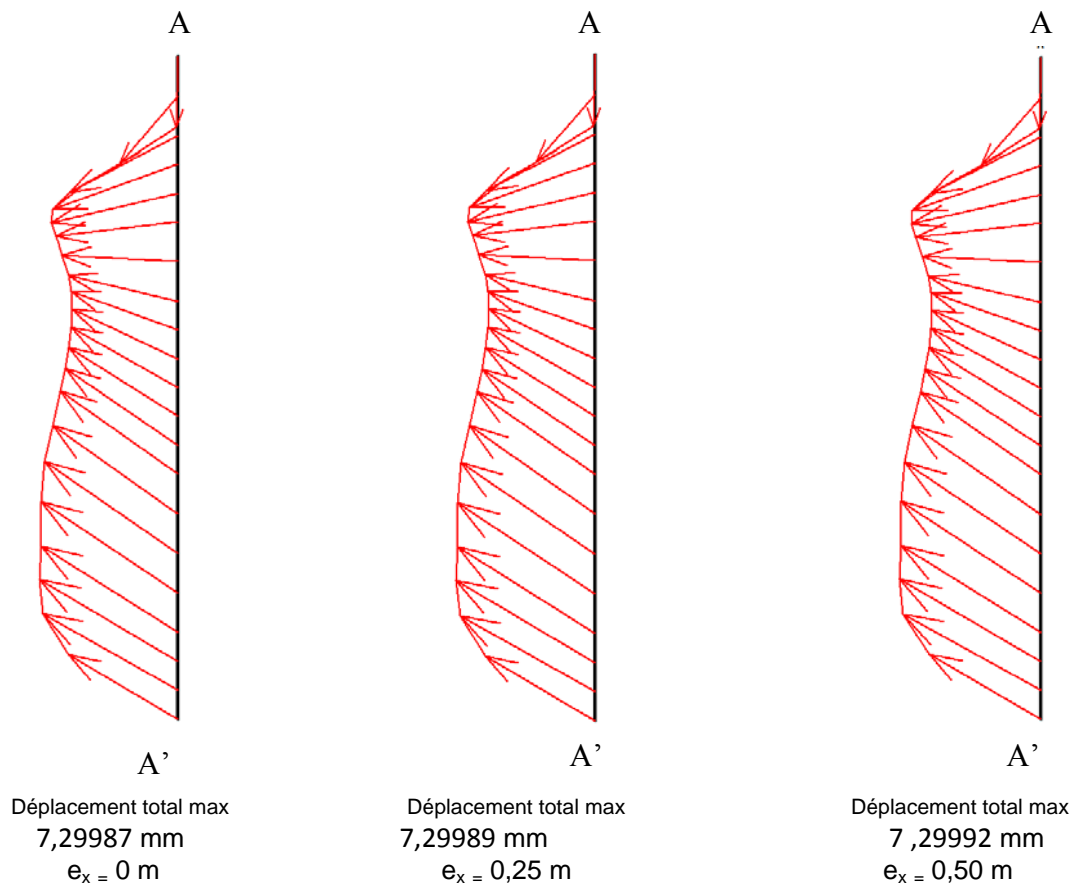 A
A
A
A’
A’
A’
Déplacement total max
7,29987 mm
eₓ = 0 m
Déplacement total max
7,29989 mm
eₓ = 0,25 m
Déplacement total max
7 ,29992 mm
eₓ = 0,50 m